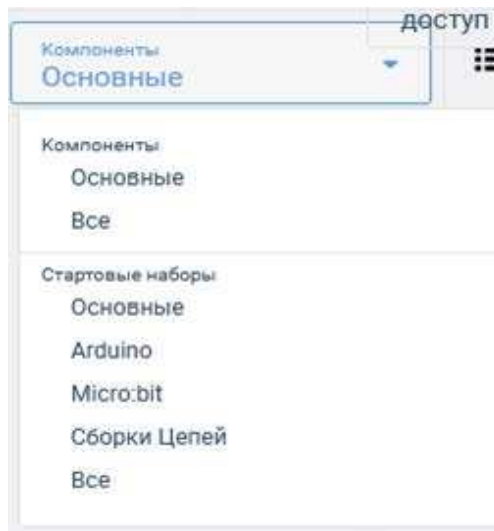 доступ
Компоненты
Основные
Компоненты
Основные
Все
Стартовые наборы
Основные
Arduino
Micro:bit
Сборки Цепей
Все